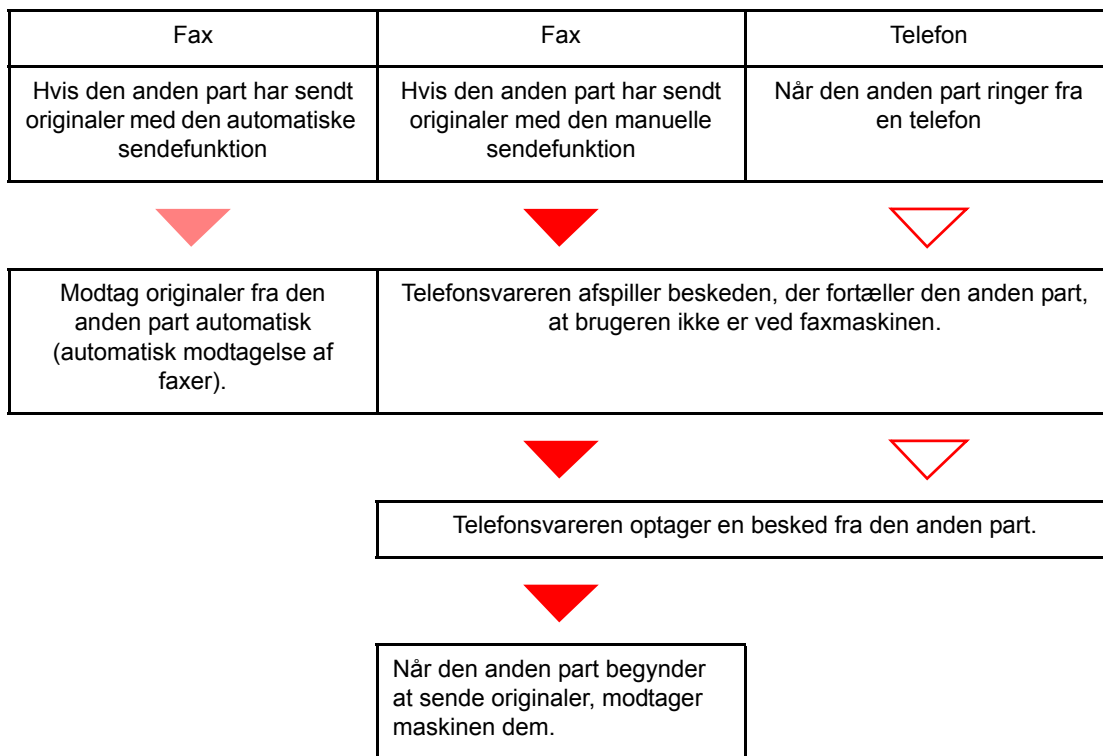 Fax
Fax
Telefon
Hvis den anden part har sendt
originaler med den automatiske
sendefunktion
Hvis den anden part har sendt
originaler med den manuelle
sendefunktion
Når den anden part ringer fra
en telefon
Modtag originaler fra den
anden part automatisk
(automatisk modtagelse af
faxer).
Telefonsvareren afspiller beskeden, der fortæller den anden part,
at brugeren ikke er ved faxmaskinen.
Telefonsvareren optager en besked fra den anden part.
Når den anden part begynder
at sende originaler, modtager
maskinen dem.